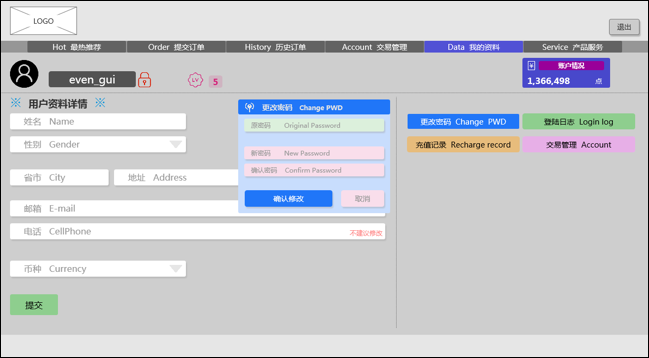 LOGO
退出
Hot 最热推荐 Order 提交订单 History 历史订单 Account 交易管理 Data 我的资料 Service 产品服务
even_gui
LV 5
¥ 账户情况
1,366,498 点
※ 用户资料详情 ※
姓名 Name
性别 Gender
省市 City 地址 Address
邮箱 E-mail
电话 CellPhone 不建议修改
币种 Currency
提交
更改密码 Change PWD
原密码 Original Password
新密码 New Password
确认密码 Confirm Password
确认修改 取消
更改密码 Change PWD 登陆日志 Login log
充值记录 Recharge record 交易管理 Account